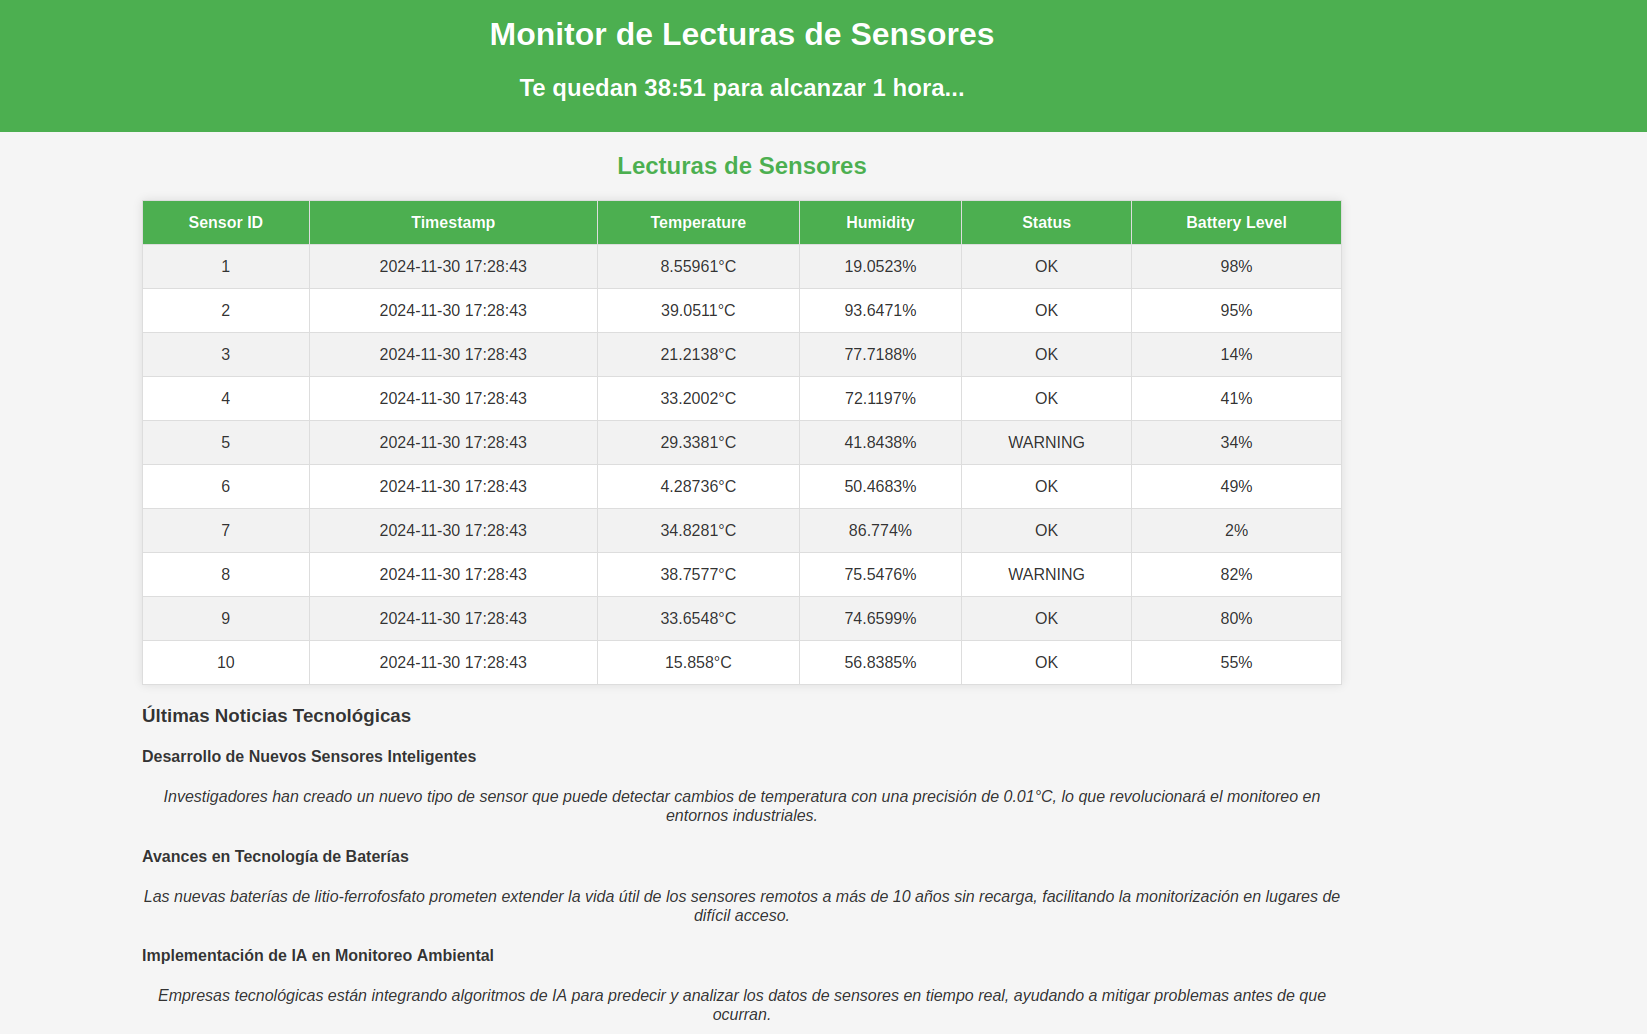 Monitor de Lecturas de Sensores
Te quedan 38:51 para alcanzar 1 hora...
Lecturas de Sensores
Sensor ID Timestamp Temperature Humidity Status Battery Level
1 2024-11-30 17:28:43 8.55961°C 19.0523% OK 98%
2 2024-11-30 17:28:43 39.0511°C 93.6471% OK 95%
3 2024-11-30 17:28:43 21.2138°C 77.7188% OK 14%
4 2024-11-30 17:28:43 33.2002°C 72.1197% OK 41%
5 2024-11-30 17:28:43 29.3381°C 41.8438% WARNING 34%
6 2024-11-30 17:28:43 4.28736°C 50.4683% OK 49%
7 2024-11-30 17:28:43 34.8281°C 86.774% OK 2%
8 2024-11-30 17:28:43 38.7577°C 75.5476% WARNING 82%
9 2024-11-30 17:28:43 33.6548°C 74.6599% OK 80%
10 2024-11-30 17:28:43 15.858°C 56.8385% OK 55%
Últimas Noticias Tecnológicas
Desarrollo de Nuevos Sensores Inteligentes
Investigadores han creado un nuevo tipo de sensor que puede detectar cambios de temperatura con una precisión de 0.01°C, lo que revolucionará el monitoreo en
entornos industriales.
Avances en Tecnología de Baterías
Las nuevas baterías de litio-ferrofosfato prometen extender la vida útil de los sensores remotos a más de 10 años sin recarga, facilitando la monitorización en lugares de
difícil acceso.
Implementación de IA en Monitoreo Ambiental
Empresas tecnológicas están integrando algoritmos de IA para predecir y analizar los datos de sensores en tiempo real, ayudando a mitigar problemas antes de que
ocurran.